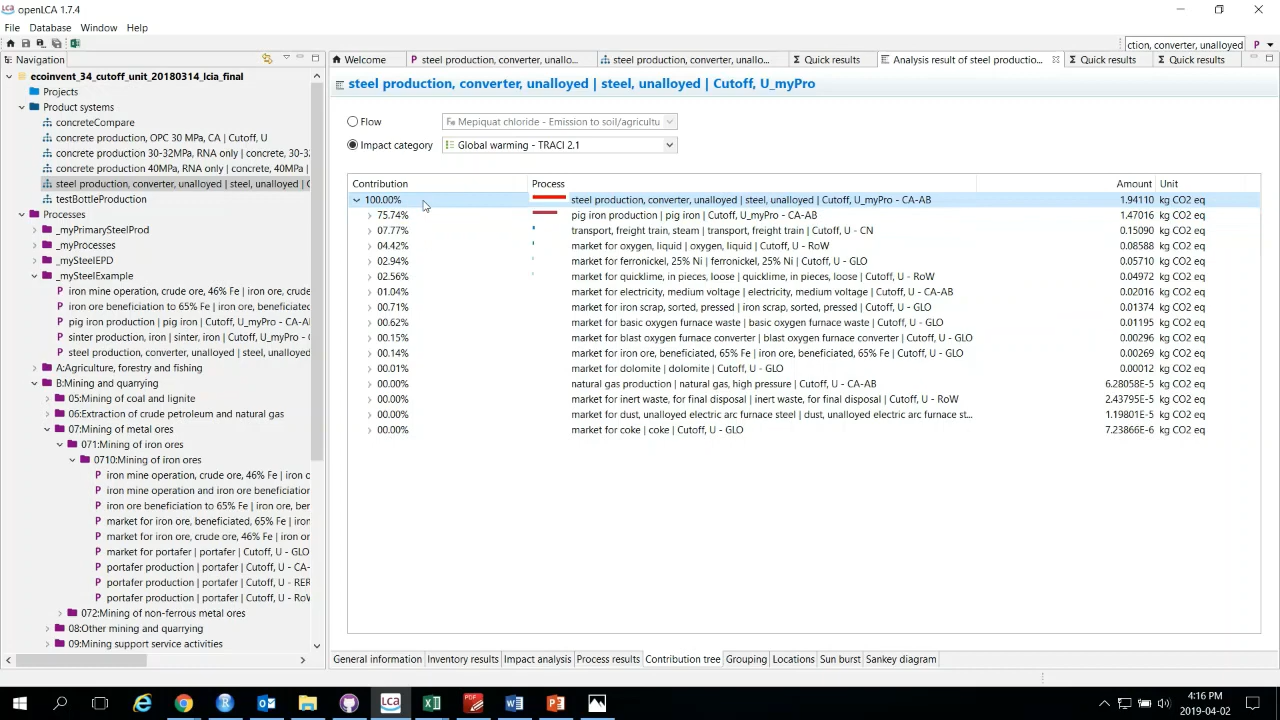 openLCA 1.7.4
File Database Window Help
ction, converter, unalloyed P
Navigation
Welcome
P steel production, converter, unallo...
steel production, converter, unallo...
Σ Quick results
Analysis result of steel productio...
Σ Quick results
Σ Quick results
ecoinvent_34_cutoff_unit_20180314_lcia_final
Projects
Product systems
concreteCompare
concrete production, OPC 30 MPa, CA | Cutoff, U
concrete production 30-32MPa, RNA only | concrete, 30-3:
concrete production 40MPa, RNA only | concrete, 40MPa |
steel production, converter, unalloyed | steel, unalloyed | C
testBottleProduction
Processes
_myPrimarySteelProd
_myProcesses
_mySteelEPD
_mySteelExample
P iron mine operation, crude ore, 46% Fe | iron ore, crude
P iron ore beneficiation to 65% Fe | iron ore, beneficiated
P pig iron production | pig iron | Cutoff, U_myPro - CA-AI
P sinter production, iron | sinter, iron | Cutoff, U_myPro -
P steel production, converter, unalloyed | steel, unalloyed
A:Agriculture, forestry and fishing
B:Mining and quarrying
05:Mining of coal and lignite
06:Extraction of crude petroleum and natural gas
07:Mining of metal ores
071:Mining of iron ores
0710:Mining of iron ores
P iron mine operation, crude ore, 46% Fe | iron o
P iron mine operation and iron ore beneficiation
P iron ore beneficiation to 65% Fe | iron ore, ber
P market for iron ore, beneficiated, 65% Fe | iron
P market for iron ore, crude ore, 46% Fe | iron or
P market for portafer | portafer | Cutoff, U - GLO
P portafer production | portafer | Cutoff, U - CA-
P portafer production | portafer | Cutoff, U - RER
P portafer production | portafer | Cutoff, U - RoW
072:Mining of non-ferrous metal ores
08:Other mining and quarrying
09:Mining support service activities
steel production, converter, unalloyed | steel, unalloyed | Cutoff, U_myPro
Flow Fe Mepiquat chloride - Emission to soil/agricultu
Impact category Global warming - TRACI 2.1
Contribution Process Amount Unit
100.00% steel production, converter, unalloyed | steel, unalloyed | Cutoff, U_myPro - CA-AB 1.94110 kg CO2 eq
75.74% pig iron production | pig iron | Cutoff, U_myPro - CA-AB 1.47016 kg CO2 eq
07.77% transport, freight train, steam | transport, freight train | Cutoff, U - CN 0.15090 kg CO2 eq
04.42% market for oxygen, liquid | oxygen, liquid | Cutoff, U - RoW 0.08588 kg CO2 eq
02.94% market for ferronickel, 25% Ni | ferronickel, 25% Ni | Cutoff, U - GLO 0.05710 kg CO2 eq
02.56% market for quicklime, in pieces, loose | quicklime, in pieces, loose | Cutoff, U - RoW 0.04972 kg CO2 eq
01.04% market for electricity, medium voltage | electricity, medium voltage | Cutoff, U - CA-AB 0.02016 kg CO2 eq
00.71% market for iron scrap, sorted, pressed | iron scrap, sorted, pressed | Cutoff, U - GLO 0.01374 kg CO2 eq
00.62% market for basic oxygen furnace waste | basic oxygen furnace waste | Cutoff, U - GLO 0.01195 kg CO2 eq
00.15% market for blast oxygen furnace converter | blast oxygen furnace converter | Cutoff, U - GLO 0.00296 kg CO2 eq
00.14% market for iron ore, beneficiated, 65% Fe | iron ore, beneficiated, 65% Fe | Cutoff, U - GLO 0.00269 kg CO2 eq
00.01% market for dolomite | dolomite | Cutoff, U - GLO 0.00012 kg CO2 eq
00.00% natural gas production | natural gas, high pressure | Cutoff, U - CA-AB 6.28058E-5 kg CO2 eq
00.00% market for inert waste, for final disposal | inert waste, for final disposal | Cutoff, U - RoW 2.43795E-5 kg CO2 eq
00.00% market for dust, unalloyed electric arc furnace steel | dust, unalloyed electric arc furnace st... 1.19801E-5 kg CO2 eq
00.00% market for coke | coke | Cutoff, U - GLO 7.23866E-6 kg CO2 eq
General information Inventory results Impact analysis Process results Contribution tree Grouping Locations Sun burst Sankey diagram
4:16 PM
2019-04-02